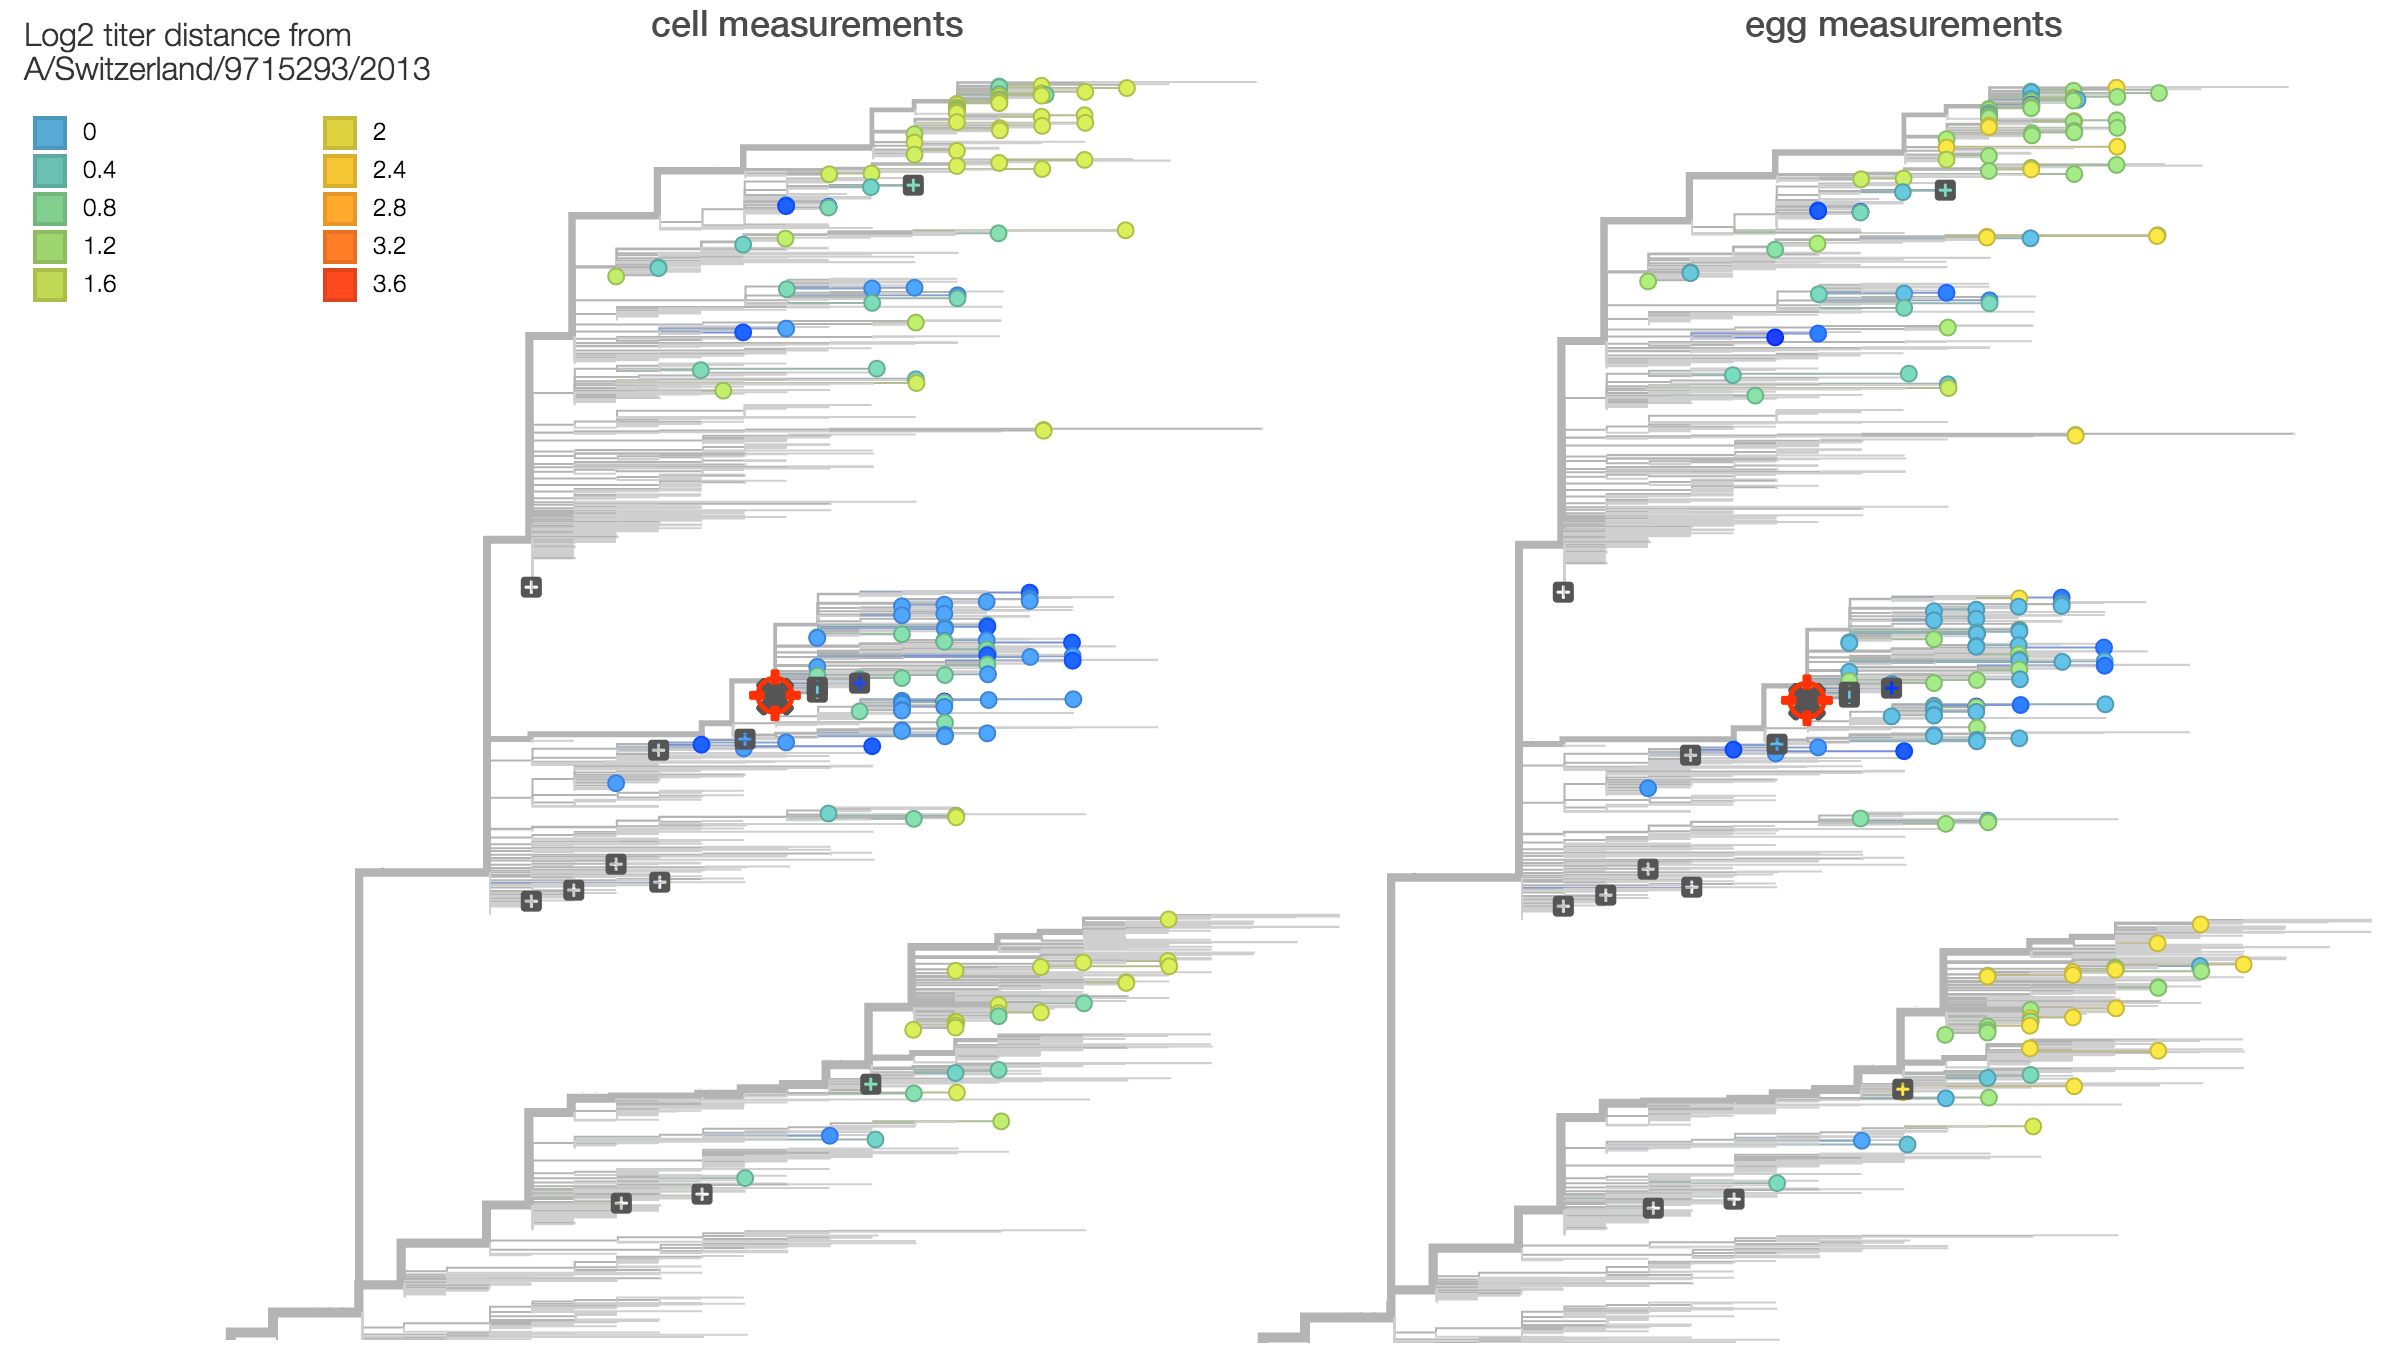 cell measurements
egg measurements
Log2 titer distance from
A/Switzerland/9715293/2013
0
2
0.4
2.4
0.8
2.8
1.2
3.2
1.6
3.6